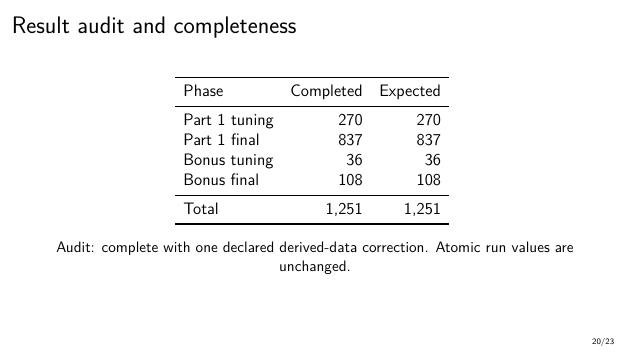 Result audit and completeness
Phase Completed Expected
Part 1 tuning 270 270
Part 1 final 837 837
Bonus tuning 36 36
Bonus final 108 108
Total 1,251 1,251
Audit: complete with one declared derived-data correction. Atomic run values are
unchanged.
20/23